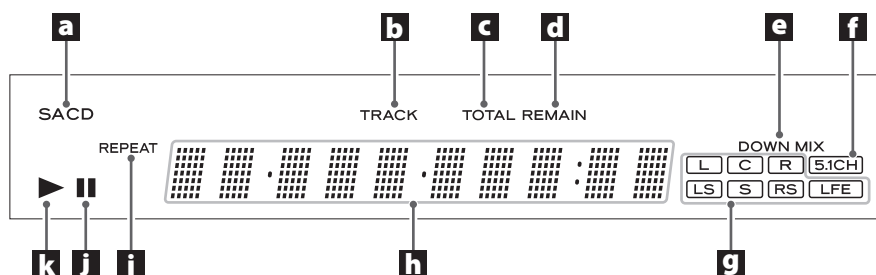 a b c d e f
SACD TRACK TOTAL REMAIN
REPEAT DOWN MIX
L C R 5.1CH
LS S RS LFE
k j i h g